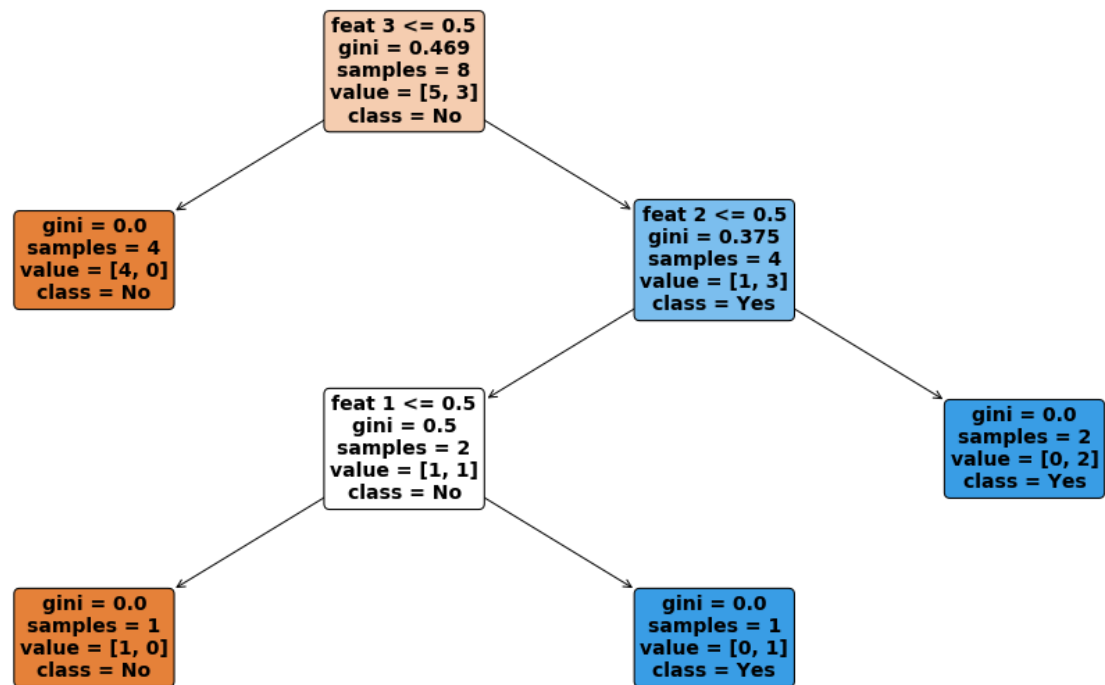 feat 3 <= 0.5
gini = 0.469
samples = 8
value = [5, 3]
class = No
gini = 0.0
samples = 4
value = [4, 0]
class = No
feat 2 <= 0.5
gini = 0.375
samples = 4
value = [1, 3]
class = Yes
feat 1 <= 0.5
gini = 0.5
samples = 2
value = [1, 1]
class = No
gini = 0.0
samples = 2
value = [0, 2]
class = Yes
gini = 0.0
samples = 1
value = [1, 0]
class = No
gini = 0.0
samples = 1
value = [0, 1]
class = Yes